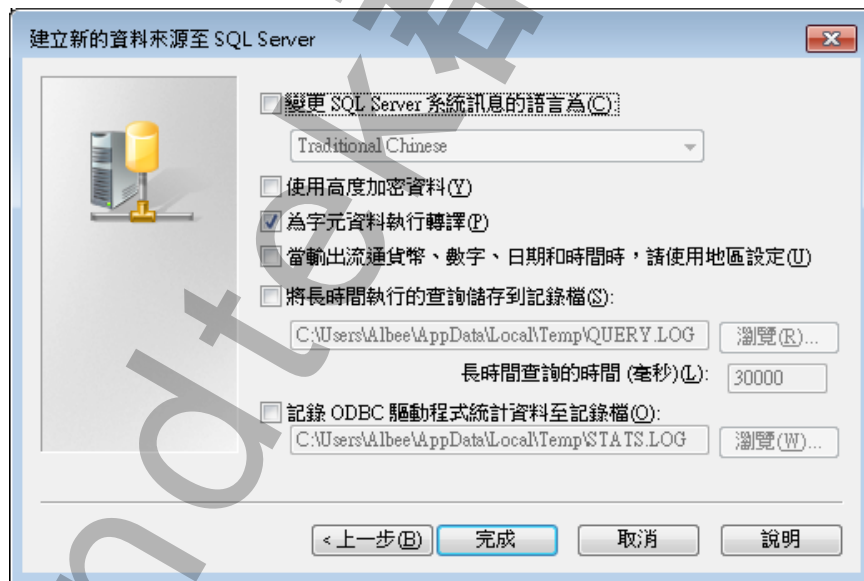 建立新的資料來源至 SQL Server
變更 SQL Server 系統訊息的語言為(C):
Traditional Chinese
使用高度加密資料(Y)
為字元資料執行轉譯(P)
當輸出流通貨幣、數字、日期和時間時，請使用地區設定(U)
將長時間執行的查詢儲存到記錄檔(S):
C:\Users\Albee\AppData\Local\Temp\QUERY.LOG 瀏覽(R)...
長時間查詢的時間 (毫秒)(L): 30000
記錄 ODBC 驅動程式統計資料至記錄檔(O):
C:\Users\Albee\AppData\Local\Temp\STATS.LOG 瀏覽(W)...
< 上一步(B) 完成 取消 說明
ndtek